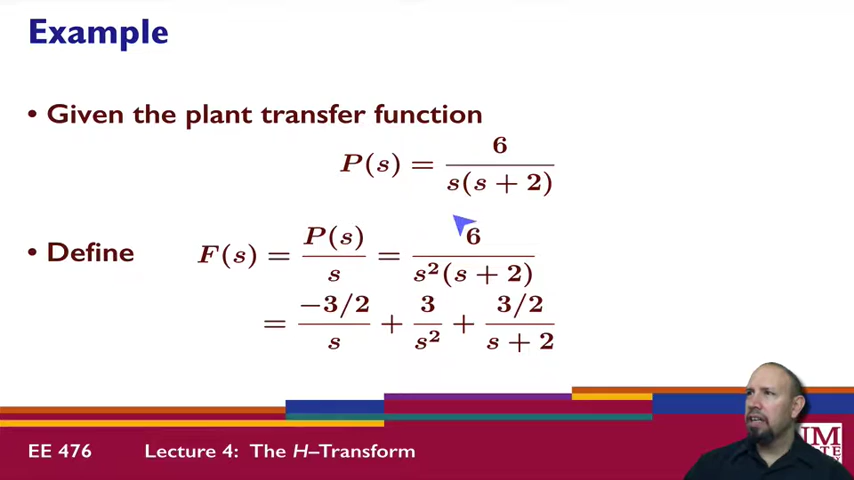 Example
• Given the plant transfer function
P(s) = 6 / s(s + 2)
• Define F(s) = P(s) / s = 6 / s²(s + 2)
= −3/2 / s + 3 / s² + 3/2 / s + 2
EE 476 Lecture 4: The H–Transform